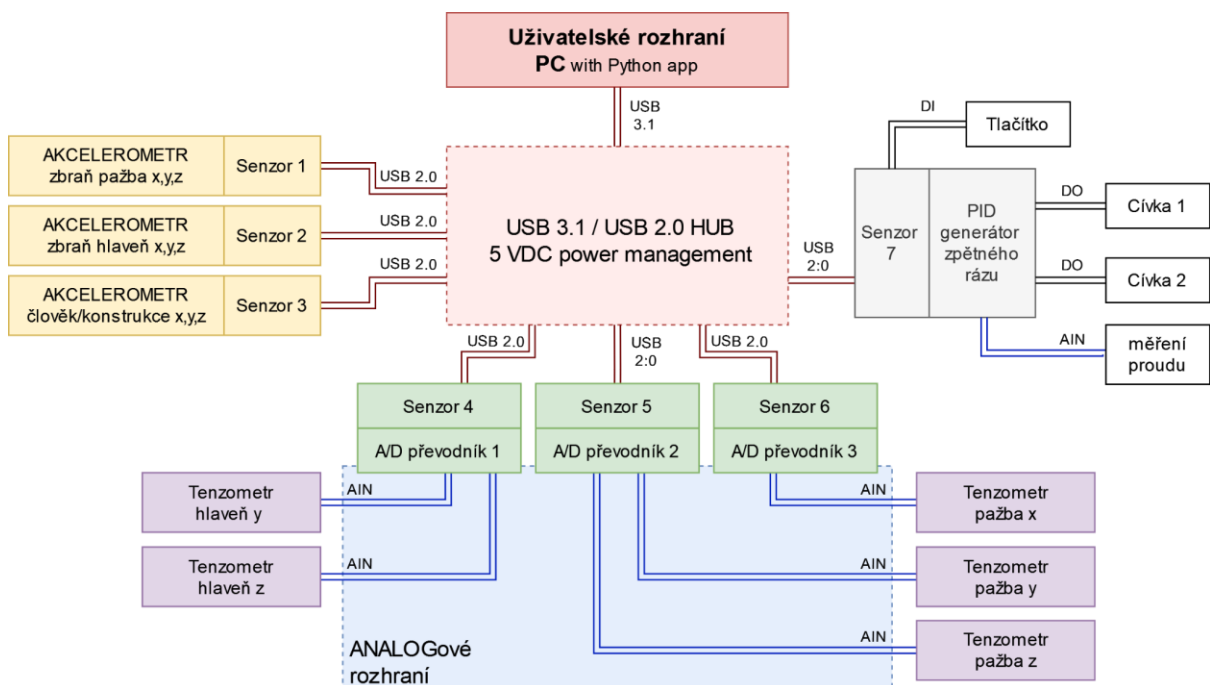 Uživatelské rozhraní
PC with Python app
USB
3.1
DI
Tlačítko
AKCELEROMETR
zbraň pažba x,y,z
Senzor 1
USB 2.0
AKCELEROMETR
zbraň hlaveň x,y,z
Senzor 2
USB 2.0
AKCELEROMETR
člověk/konstrukce x,y,z
Senzor 3
USB 2.0
USB 3.1 / USB 2.0 HUB
5 VDC power management
USB
2:0
Senzor
7
PID
generátor
zpětného
rázu
DO
Cívka 1
DO
Cívka 2
AIN
měření
proudu
USB 2.0
USB
2:0
USB 2.0
Senzor 4
A/D převodník 1
Senzor 5
A/D převodník 2
Senzor 6
A/D převodník 3
Tenzometr
hlaveň y
AIN
Tenzometr
hlaveň z
AIN
AIN
Tenzometr
pažba x
AIN
Tenzometr
pažba y
AIN
Tenzometr
pažba z
ANALOGové
rozhraní